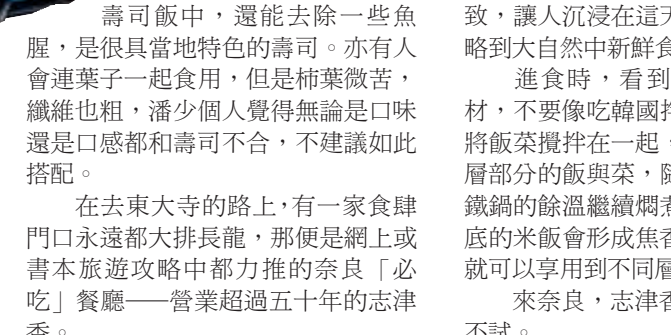 壽司飯中，還能去除一些魚
腥，是很具當地特色的壽司。亦有人
會連葉子一起食用，但是柿葉微苦，
纖維也粗，潘少個人覺得無論是口味
還是口感都和壽司不合，不建議如此
搭配。
在去東大寺的路上，有一家食肆
門口永遠都大排長龍，那便是網上或
書本旅遊攻略中都力推的奈良「必
吃」餐廳——營業超過五十年的志津
香。
致，讓人沉浸在這天
略到大自然中新鮮食
進食時，看到
材，不要像吃韓國拌
將飯菜攪拌在一起，
層部分的飯與菜，隨
鐵鍋的餘溫繼續燜煮
底的米飯會形成焦香
就可以享用到不同層
來奈良，志津香
不試。